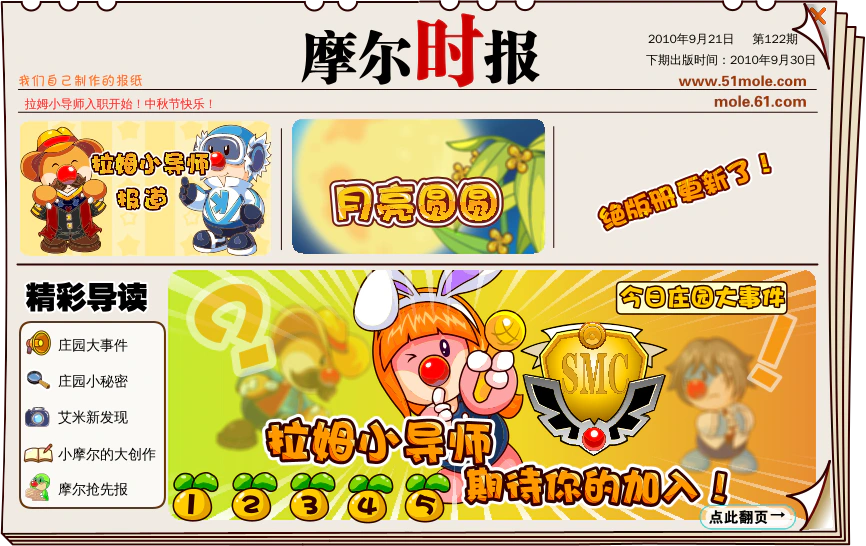 摩尔时报
2010年9月21日 第122期
下期出版时间：2010年9月30日
我们自己制作的报纸
www.51mole.com
拉姆小导师入职开始！中秋节快乐！
mole.61.com
拉姆小导师
报道
月亮圆圆
绝版册更新了！
精彩导读
庄园大事件
庄园小秘密
艾米新发现
小摩尔的大创作
摩尔抢先报
今日庄园大事件
SMC
拉姆小导师
期待你的加入！
1 2 3 4 5
点此翻页→